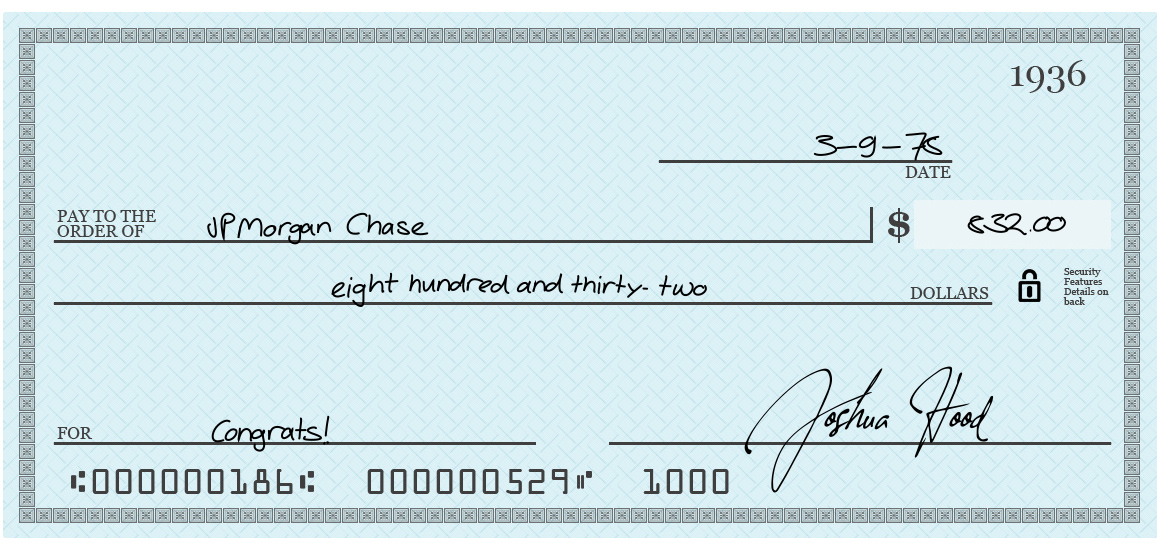 1936
3-9-75
DATE
PAY TO THE
ORDER OF JPMorgan Chase $ 832.00
eight hundred and thirty-two DOLLARS
Security
Features
Details on
back
FOR Congrats! Joshua Hood
⑆000000186⑆ 000000529⑈ 1000